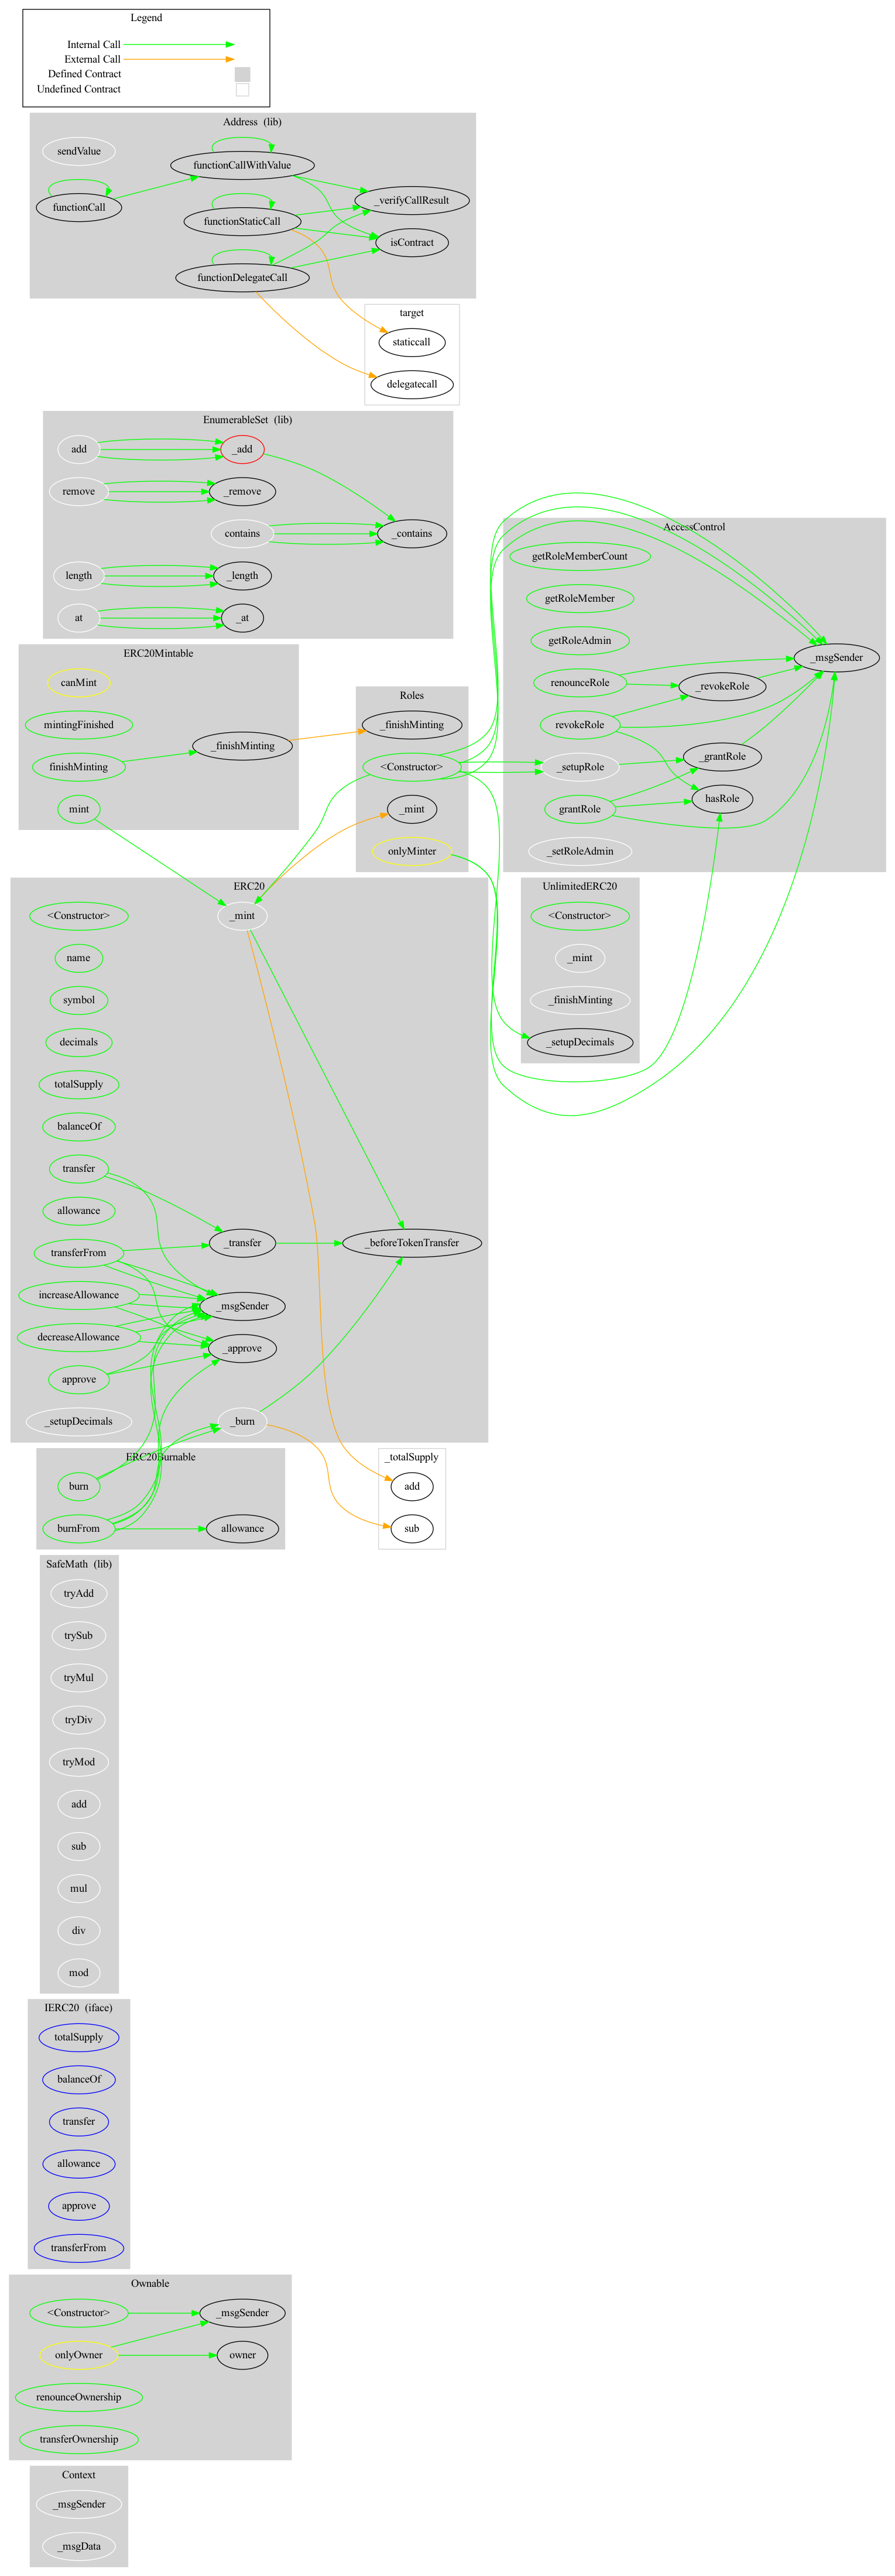 Legend
Internal Call
External Call
Defined Contract
Undefined Contract
Address  (lib)
sendValue
functionCall
functionCallWithValue
functionStaticCall
functionDelegateCall
_verifyCallResult
isContract
target
staticcall
delegatecall
EnumerableSet  (lib)
add
_add
remove
_remove
contains
_contains
length
_length
at
_at
AccessControl
getRoleMemberCount
getRoleMember
getRoleAdmin
renounceRole
revokeRole
_setupRole
grantRole
_setRoleAdmin
_revokeRole
_grantRole
hasRole
_msgSender
ERC20Mintable
canMint
mintingFinished
finishMinting
mint
_finishMinting
Roles
_finishMinting
<Constructor>
_mint
onlyMinter
UnlimitedERC20
<Constructor>
_mint
_finishMinting
_setupDecimals
ERC20
<Constructor>
name
symbol
decimals
totalSupply
balanceOf
transfer
allowance
transferFrom
increaseAllowance
decreaseAllowance
approve
_setupDecimals
_mint
_transfer
_msgSender
_approve
_burn
_beforeTokenTransfer
ERC20Burnable
burn
burnFrom
allowance
_totalSupply
add
sub
SafeMath  (lib)
tryAdd
trySub
tryMul
tryDiv
tryMod
add
sub
mul
div
mod
IERC20  (iface)
totalSupply
balanceOf
transfer
allowance
approve
transferFrom
Ownable
<Constructor>
onlyOwner
renounceOwnership
transferOwnership
_msgSender
owner
Context
_msgSender
_msgData